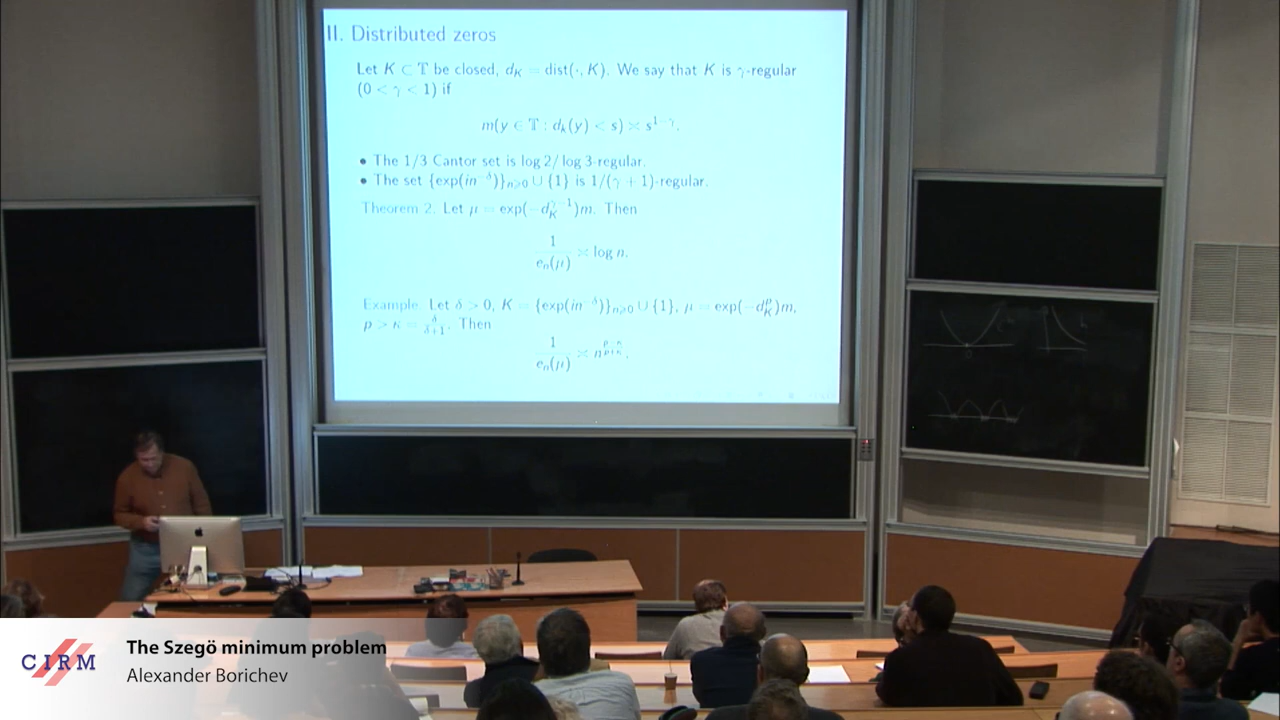 II. Distributed zeros
Let K ⊂ 𝕋 be closed, d_K = dist(·, K). We say that K is γ-regular
(0 < γ < 1) if
m(y ∈ 𝕋 : d_k(y) < s) ≍ s^{1−γ}.
• The 1/3 Cantor set is log 2/ log 3-regular.
• The set {exp(in^{−δ})}_{n⩾0} ∪ {1} is 1/(γ + 1)-regular.
Theorem 2. Let μ = exp(−d_K^{γ−1})m. Then
1/e_n(μ) ≍ log n.
Example. Let δ > 0, K = {exp(in^{−δ})}_{n⩾0} ∪ {1}, μ = exp(−d_K^p)m,
Then
1/e_n(μ) ≍
CIRM
The Szegö minimum problem
Alexander Borichev